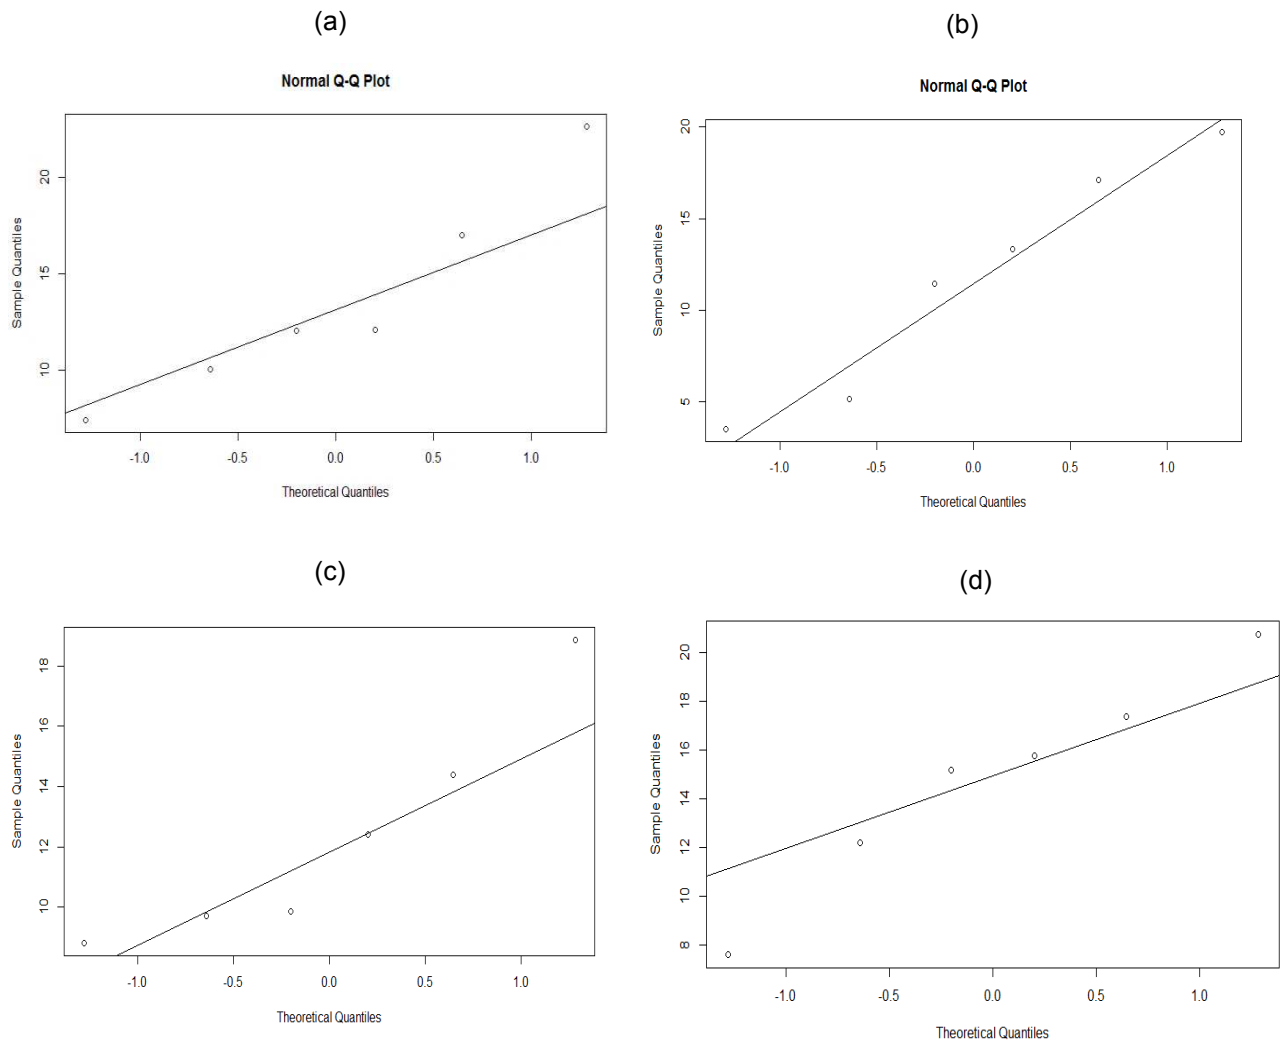 (a)
Normal Q-Q Plot
Sample Quantiles
20
15
10
-1.0 -0.5 0.0 0.5 1.0
Theoretical Quantiles
(b)
Normal Q-Q Plot
Sample Quantiles
20
15
10
5
-1.0 -0.5 0.0 0.5 1.0
Theoretical Quantiles
(c)
Sample Quantiles
18
16
14
12
10
-1.0 -0.5 0.0 0.5 1.0
Theoretical Quantiles
(d)
Sample Quantiles
20
18
16
14
12
10
8
-1.0 -0.5 0.0 0.5 1.0
Theoretical Quantiles